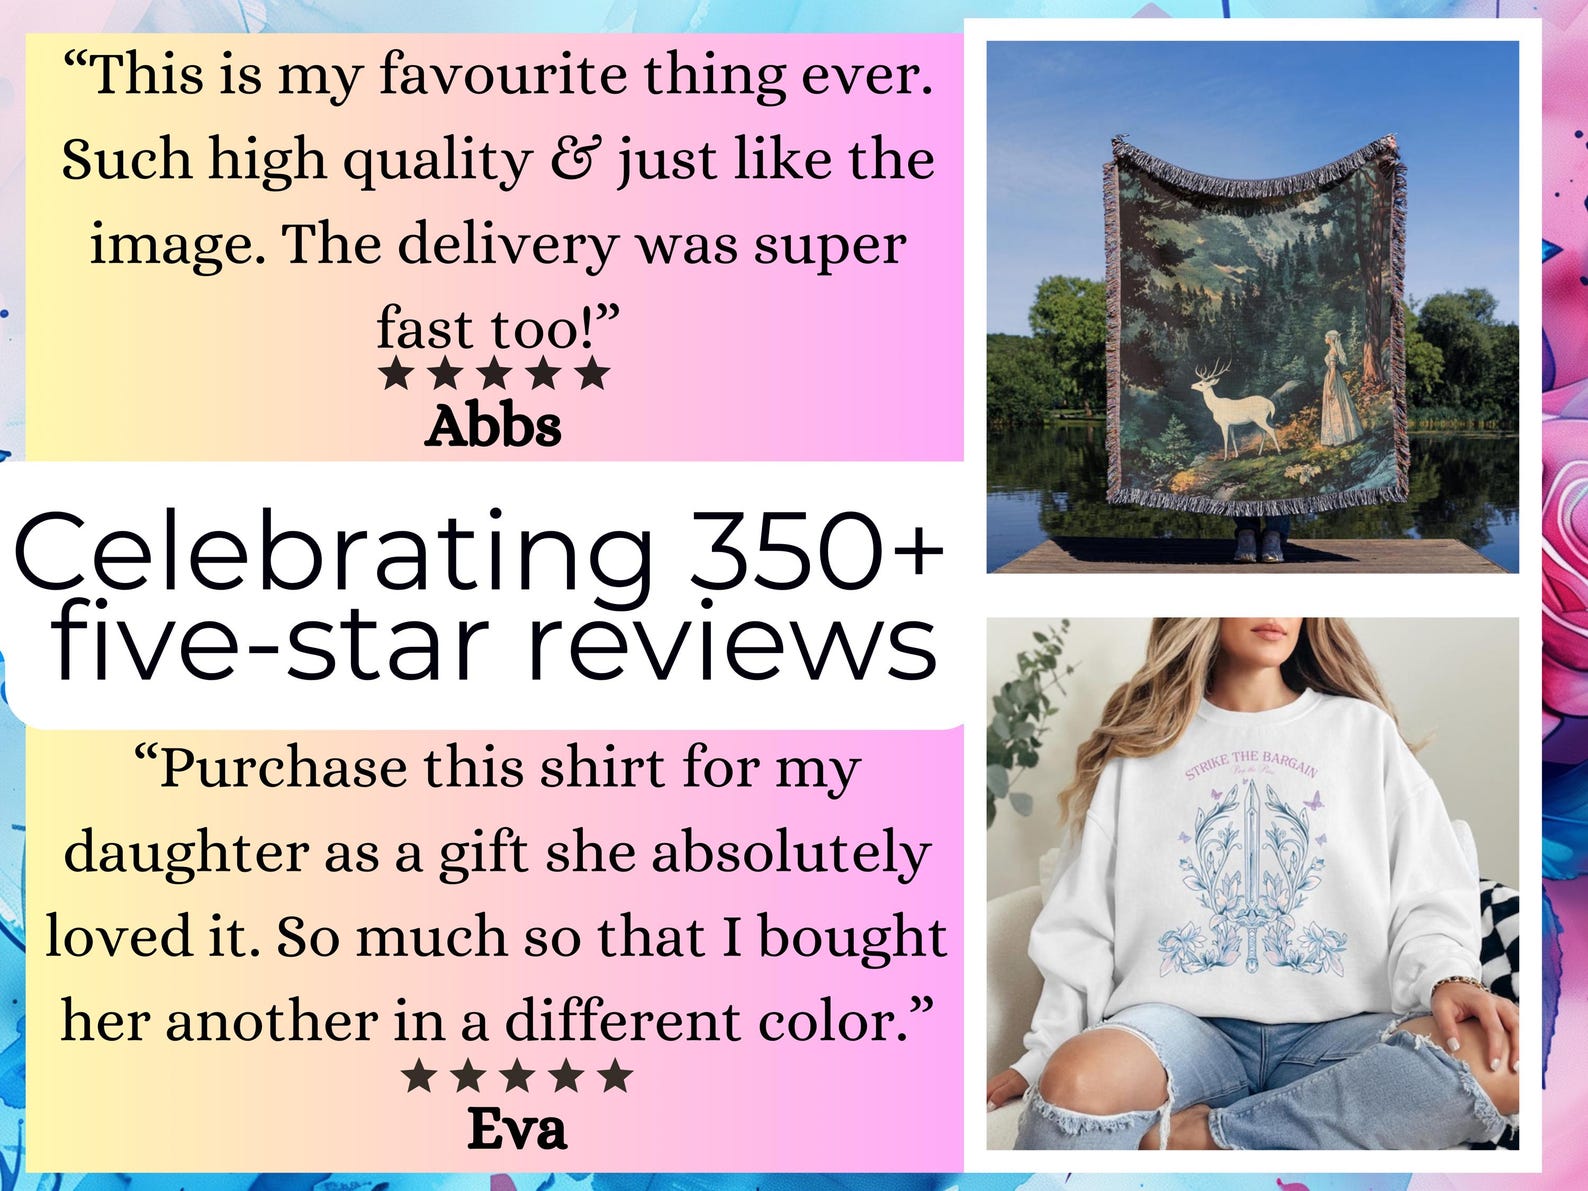 “This is my favourite thing ever.
Such high quality & just like the
image. The delivery was super
fast too!”
Abbs
Celebrating 350+
five-star reviews
“Purchase this shirt for my
daughter as a gift she absolutely
loved it. So much so that I bought
her another in a different color.”
Eva
STRIKE THE BARGAIN